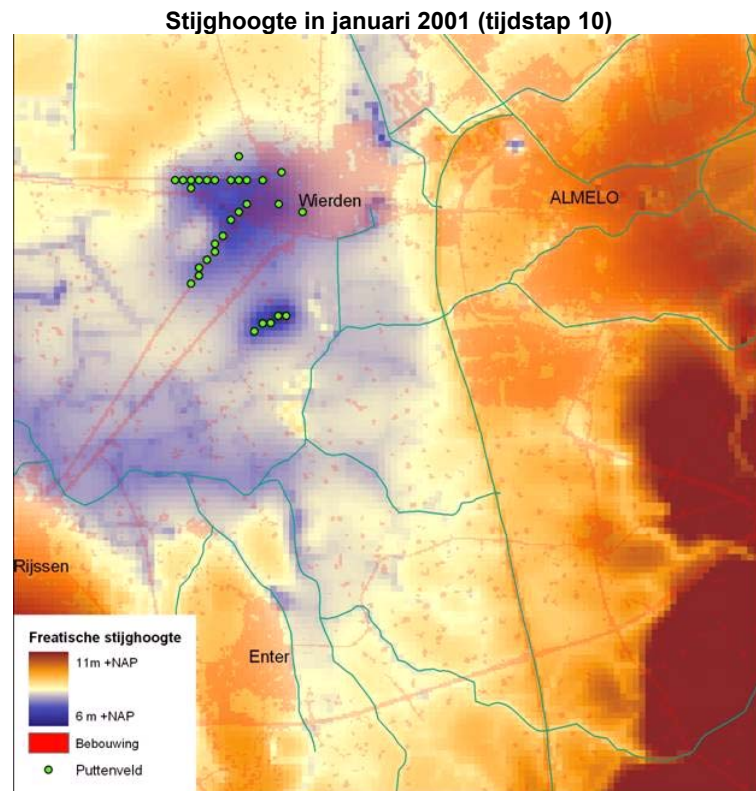 Stijghoogte in januari 2001 (tijdstap 10)
Wierden
ALMELO
Rijssen
Enter
Freatische stijghoogte
11m +NAP
6 m +NAP
Bebouwing
Puttenveld